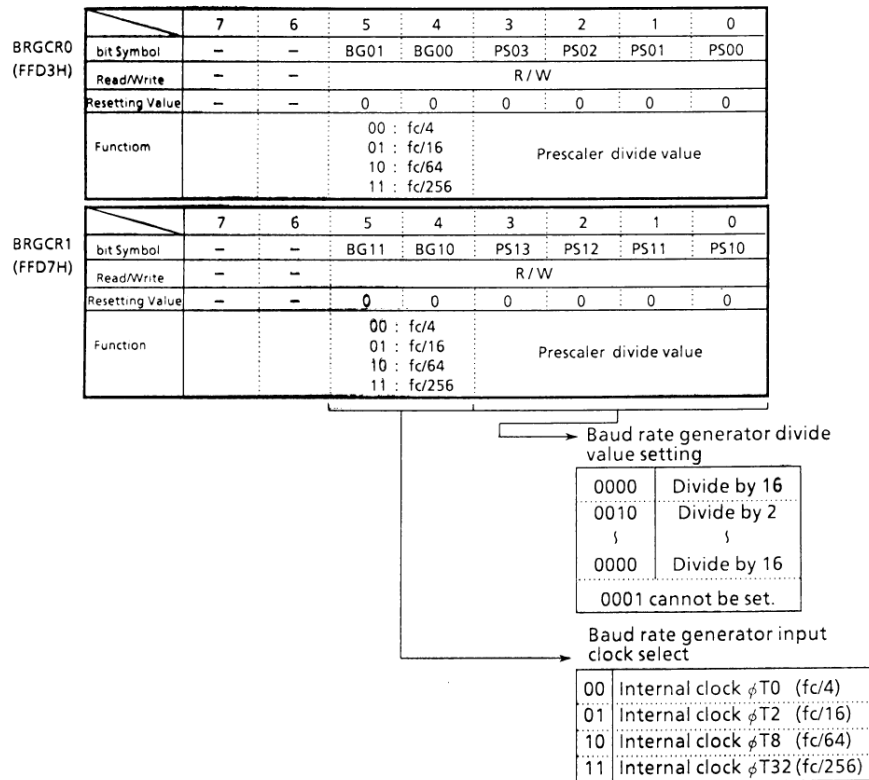 7 6 5 4 3 2 1 0
BRGCR0 bit Symbol – – BG01 BG00 PS03 PS02 PS01 PS00
(FFD3H) Read/Write – – R / W
Resetting Value – – 0 0 0 0 0 0
Functiom 00 : fc/4
01 : fc/16
10 : fc/64
11 : fc/256
Prescaler divide value
7 6 5 4 3 2 1 0
BRGCR1 bit Symbol – – BG11 BG10 PS13 PS12 PS11 PS10
(FFD7H) Read/Write – – R / W
Resetting Value – – 0 0 0 0 0 0
Function 00 : fc/4
01 : fc/16
10 : fc/64
11 : fc/256
Prescaler divide value
Baud rate generator divide
value setting
0000 Divide by 16
0010 Divide by 2
∫ ∫
0000 Divide by 16
0001 cannot be set.
Baud rate generator input
clock select
00 Internal clock φT0 (fc/4)
01 Internal clock φT2 (fc/16)
10 Internal clock φT8 (fc/64)
11 Internal clock φT32 (fc/256)